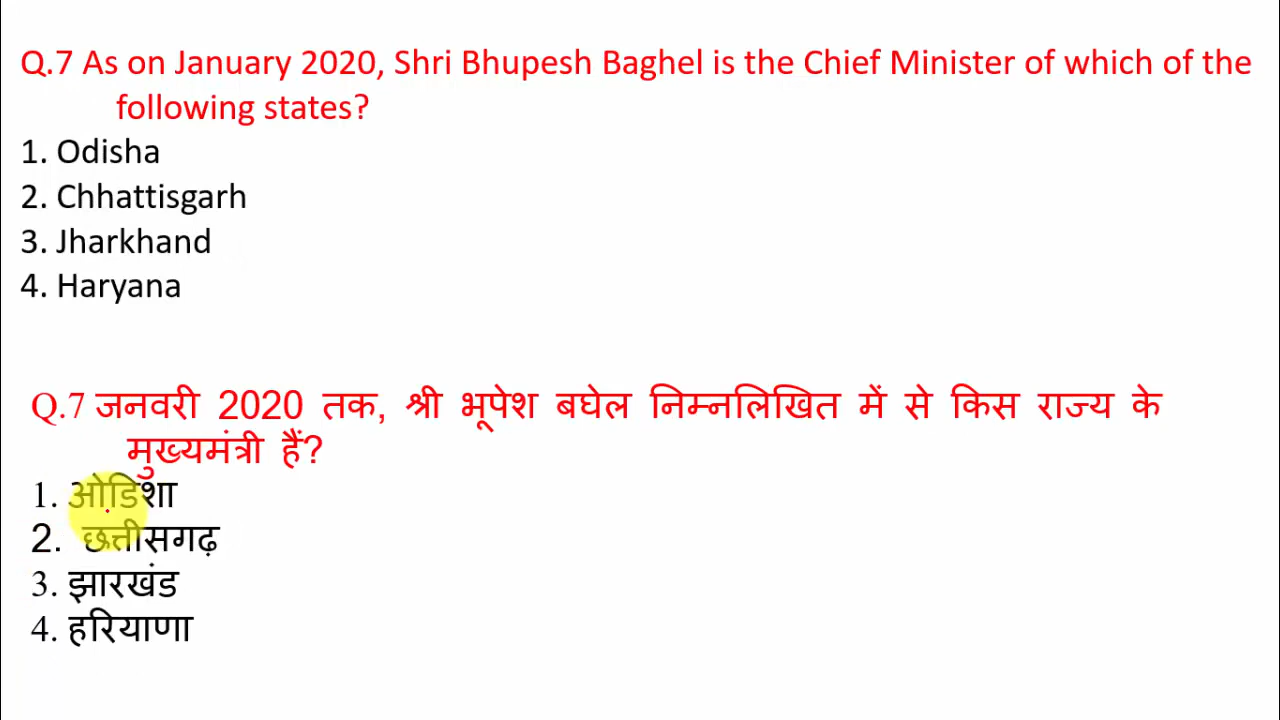 Q.7 As on January 2020, Shri Bhupesh Baghel is the Chief Minister of which of the
following states?
1. Odisha
2. Chhattisgarh
3. Jharkhand
4. Haryana
Q.7 जनवरी 2020 तक, श्री भूपेश बघेल निम्नलिखित में से किस राज्य के
मुख्यमंत्री हैं?
1. ओडिशा
2. छत्तीसगढ़
3. झारखंड
4. हरियाणा